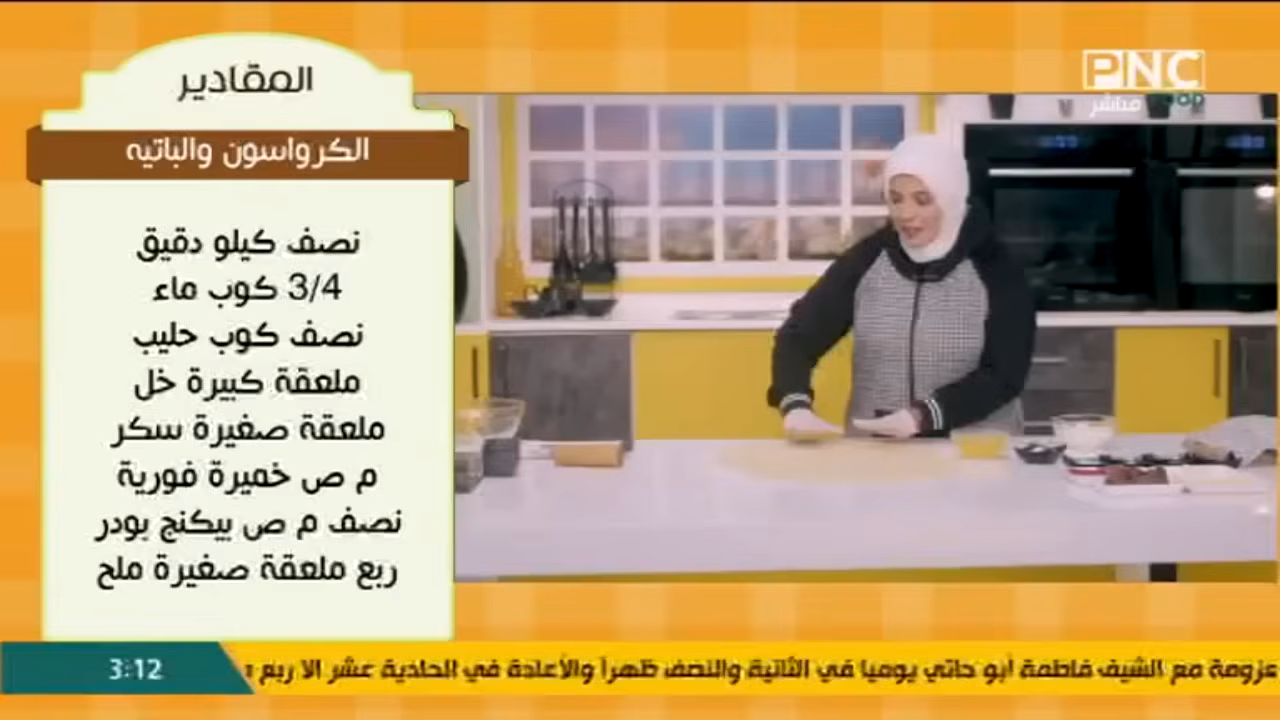 المقادير
الكرواسون والباتيه
نصف كيلو دقيق
3/4 كوب ماء
نصف كوب حليب
ملعقة كبيرة خل
ملعقة صغيرة سكر
م ص خميرة فورية
نصف م ص بيكنج بودر
ربع ملعقة صغيرة ملح
PNC
مباشر
عزومة مع الشيف فاطمة أبو حاتي يوميا في الثانية والنصف ظهراً والأعادة في الحادية عشر الا ربع
3:12